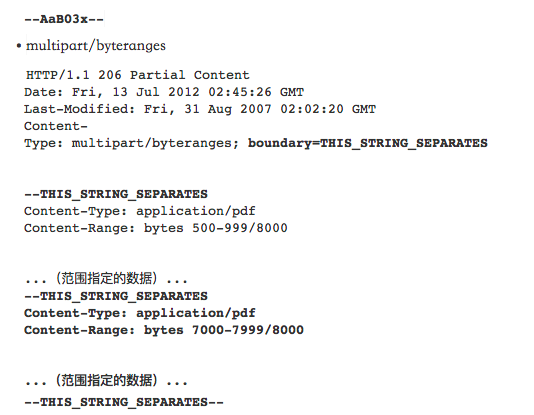 --AaB03x--
• multipart/byteranges
HTTP/1.1 206 Partial Content
Date: Fri, 13 Jul 2012 02:45:26 GMT
Last-Modified: Fri, 31 Aug 2007 02:02:20 GMT
Content-
Type: multipart/byteranges; boundary=THIS_STRING_SEPARATES
--THIS_STRING_SEPARATES
Content-Type: application/pdf
Content-Range: bytes 500-999/8000
...（范围指定的数据）...
--THIS_STRING_SEPARATES
Content-Type: application/pdf
Content-Range: bytes 7000-7999/8000
...（范围指定的数据）...
--THIS_STRING_SEPARATES--